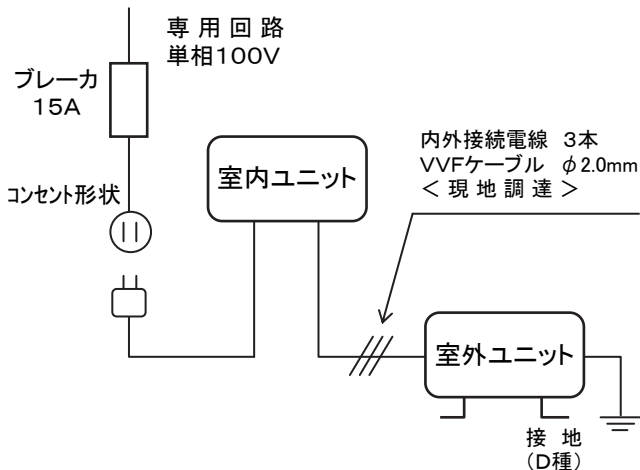 専用回路
単相100V
ブレーカ
15A
コンセント形状
室内ユニット
内外接続電線 3本
VVFケーブル φ2.0mm
<現地調達>
室外ユニット
接地
(D種)